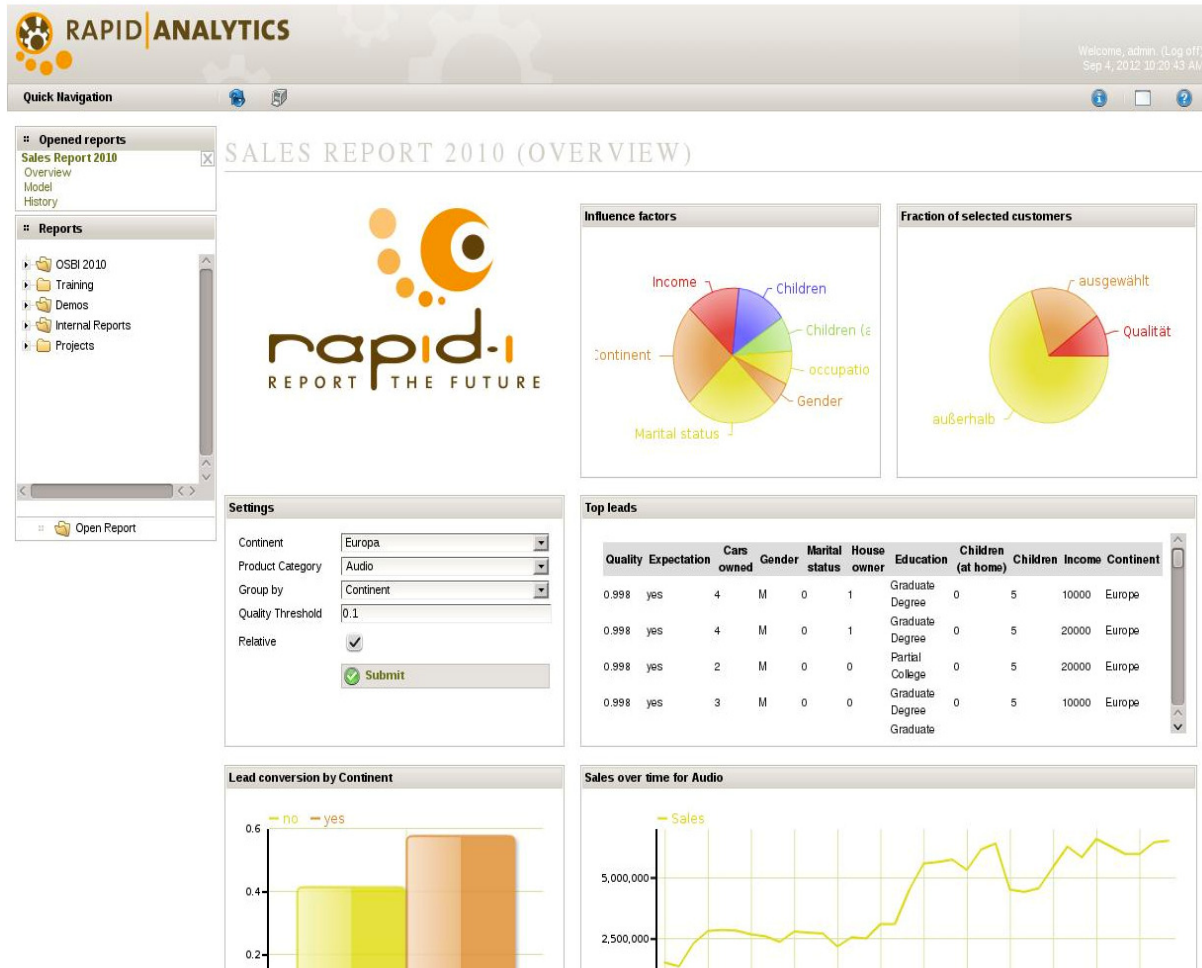 RAPID ANALYTICS
Welcome, admin. (Log off)
Sep 4, 2012 10:20:43 AM
Quick Navigation
Opened reports
Sales Report 2010
Overview
Model
History
Reports
OSBI 2010
Training
Demos
Internal Reports
Projects
Open Report
SALES REPORT 2010 (OVERVIEW)
rapid-i
REPORT THE FUTURE
Influence factors
Income
Children
Children (a
occupatio
Gender
Marital status
Continent
Fraction of selected customers
ausgewählt
Qualität
außerhalb
Settings
Continent Europa
Product Category Audio
Group by Continent
Quality Threshold 0.1
Relative
Submit
Top leads
Quality Expectation Cars owned Gender Marital status House owner Education Children (at home) Children Income Continent
0.998 yes 4 M 0 1 Graduate Degree 0 5 10000 Europe
0.998 yes 4 M 0 1 Graduate Degree 0 5 20000 Europe
0.998 yes 2 M 0 0 Partial College 0 5 20000 Europe
0.998 yes 3 M 0 0 Graduate Degree 0 5 10000 Europe
Graduate
Lead conversion by Continent
no yes
0.6
0.4
0.2
Sales over time for Audio
Sales
5,000,000
2,500,000